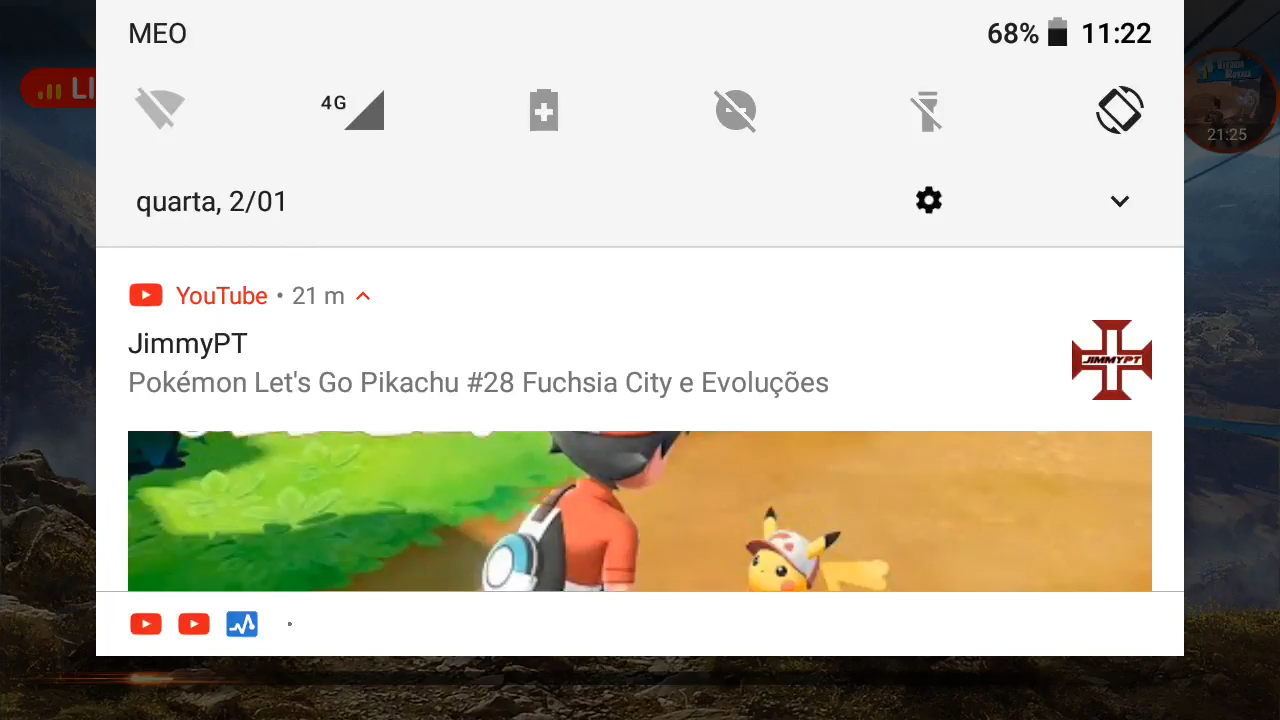 MEO
68% 11:22
LI
4G
21:25
quarta, 2/01
YouTube • 21 m
JimmyPT
JIMMYPT
Pokémon Let's Go Pikachu #28 Fuchsia City e Evoluções